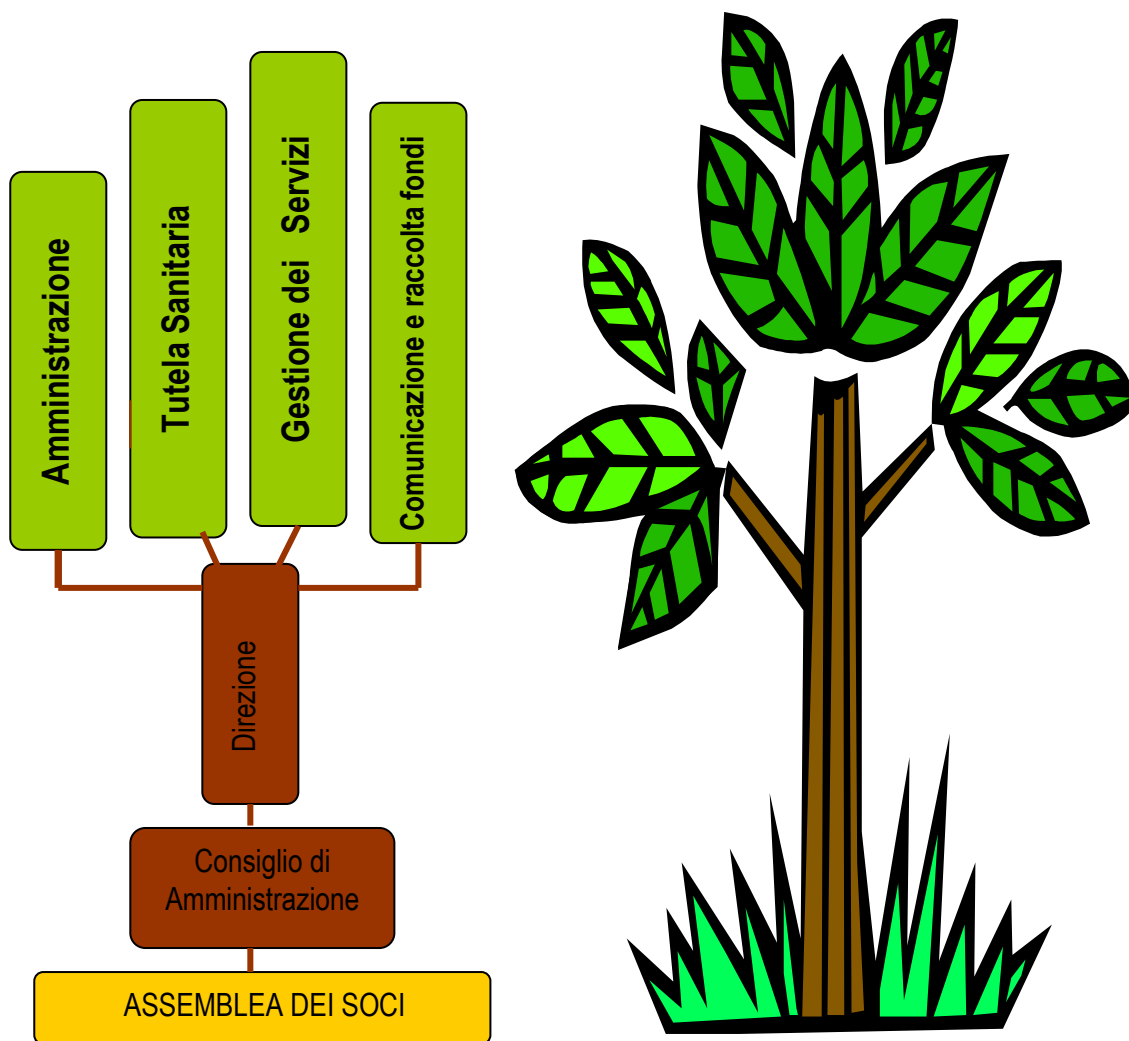 Amministrazione
Tutela Sanitaria
Gestione dei Servizi
Comunicazione e raccolta fondi
Direzione
Consiglio di
Amministrazione
ASSEMBLEA DEI SOCI